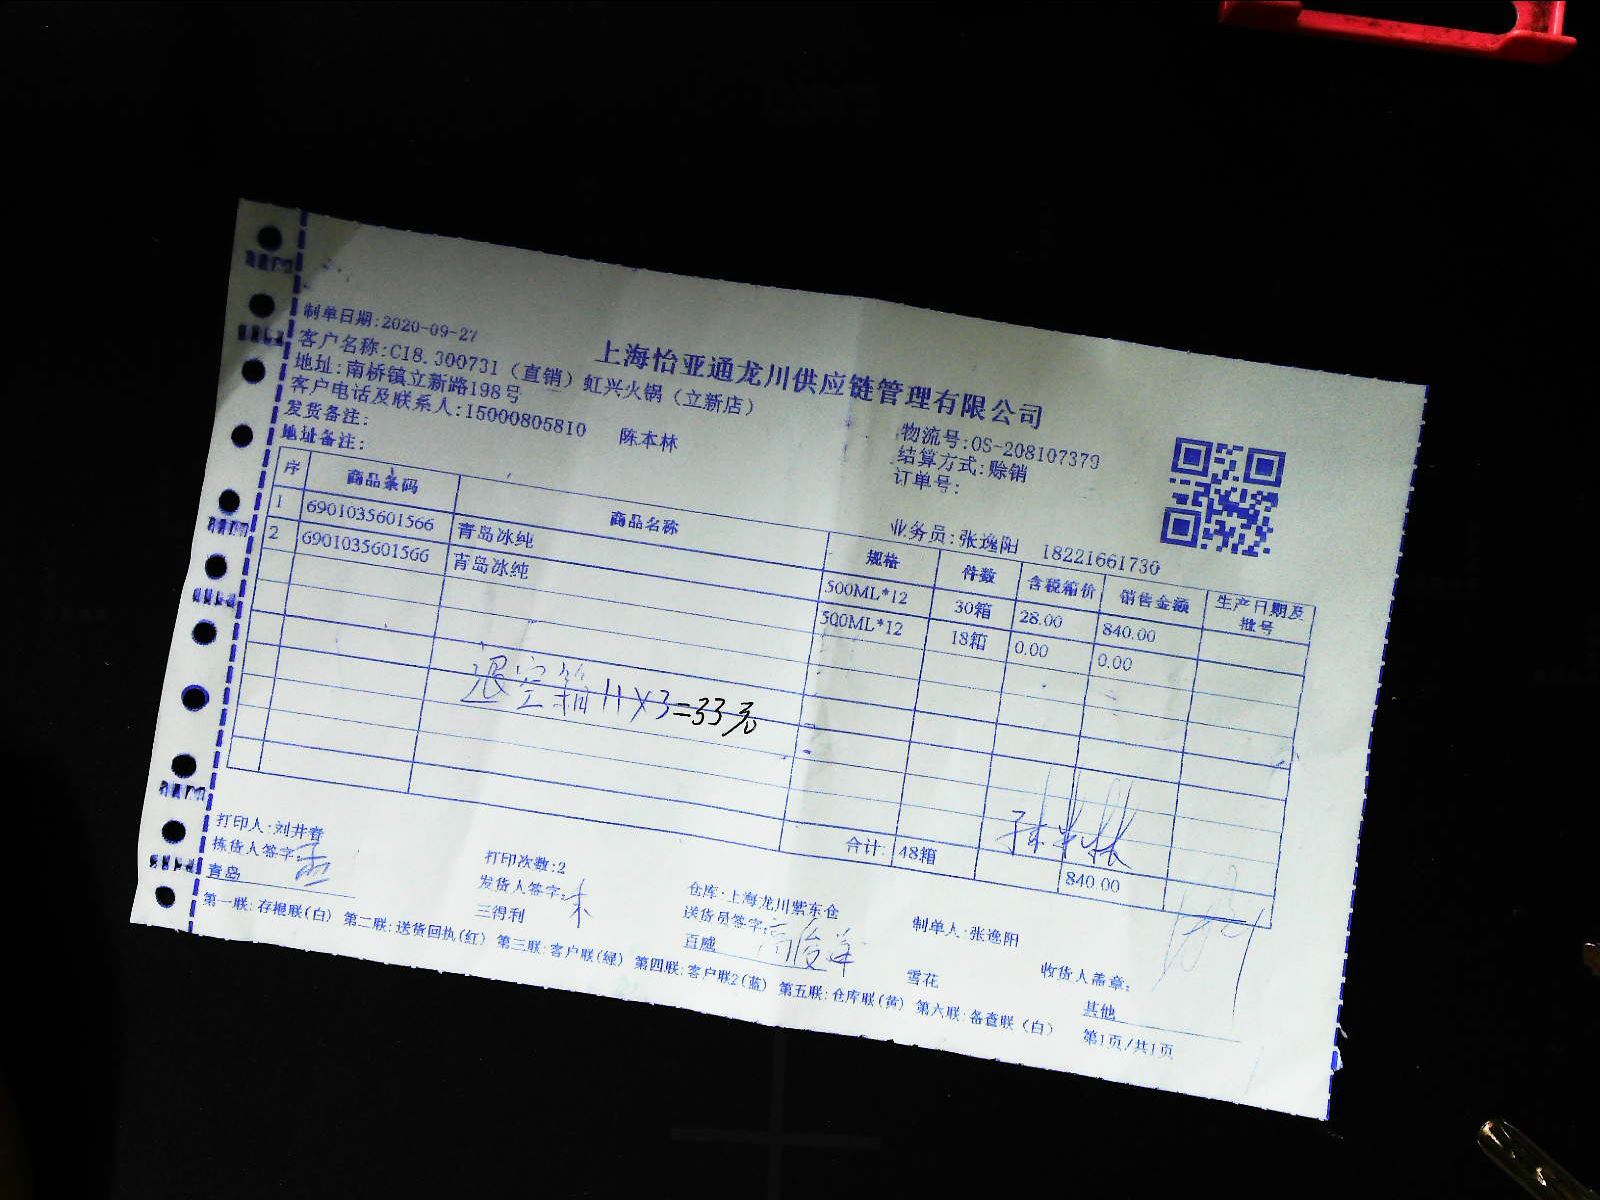 制单日期:2020-09-27
上海怡亚通龙川供应链管理有限公司
客户名称:C18.300731（直销）虹兴火锅（立新店）
地址:南桥镇立新路198号
客户电话及联系人:15000805810 陈本林
发货备注:
地址备注:
物流号:OS-208107379
结算方式:赊销
订单号:
业务员:张逸阳 18221661730
序 商品条码 商品名称 规格 件数 含税箱价 销售金额 生产日期及批号
1 6901035601566 青岛冰纯 500ML*12 30箱 28.00 840.00
2 6901035601566 青岛冰纯 500ML*12 18箱 0.00 0.00
退空箱 11×3=33元
陈本林
合计: 48箱 840.00
打印人:刘井春 打印次数:2 仓库:上海龙川紫东仓 制单人:张逸阳 收货人盖章:
拣货人签字: 发货人签字: 送货员签字:
青岛 三得利 百威 雪花 其他
第一联:存根联(白) 第二联:送货回执(红) 第三联:客户联(绿) 第四联:客户联2(蓝) 第五联:仓库联(黄) 第六联:备查联(白) 第1页/共1页